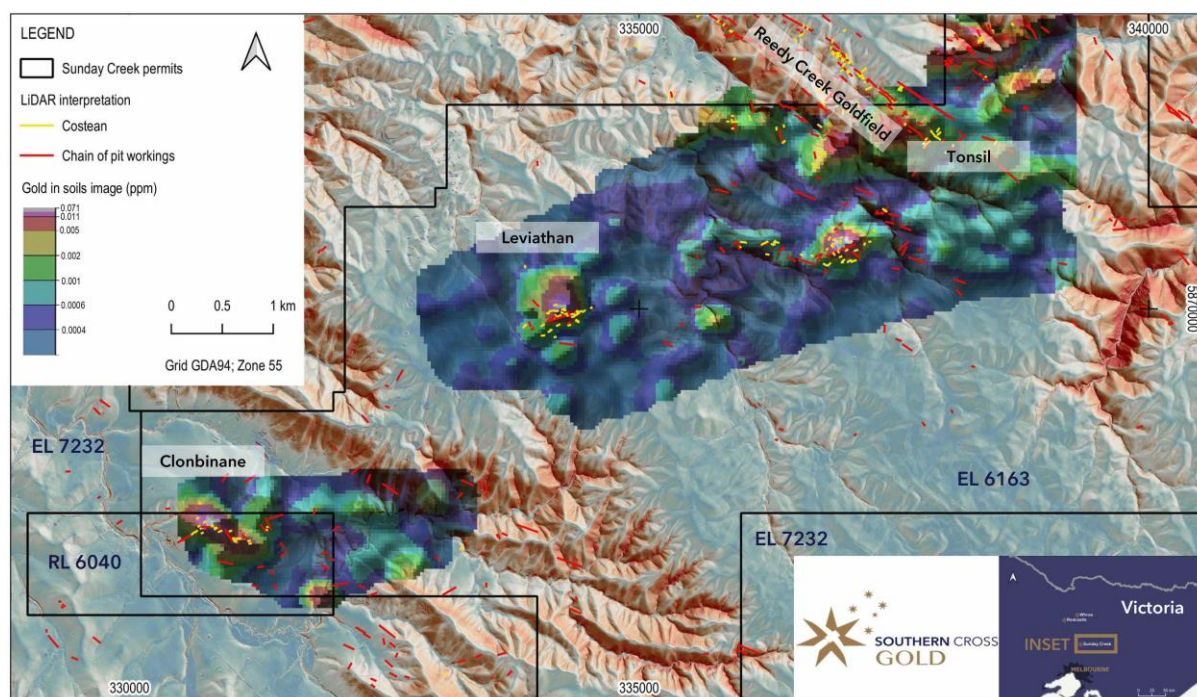 LEGEND
Sunday Creek permits
LiDAR interpretation
Costean
Chain of pit workings
Gold in soils image (ppm)
0.071
0.011
0.005
0.002
0.001
0.0006
0.0004
0 0.5 1 km
Grid GDA94; Zone 55
335000
340000
Reedy Creek Goldfield
Tonsil
Leviathan
5870000
Clonbinane
EL 7232
EL 6163
RL 6040
EL 7232
330000
335000
SOUTHERN CROSS
GOLD
Victoria
INSET
Sunday Creek
MELBOURNE